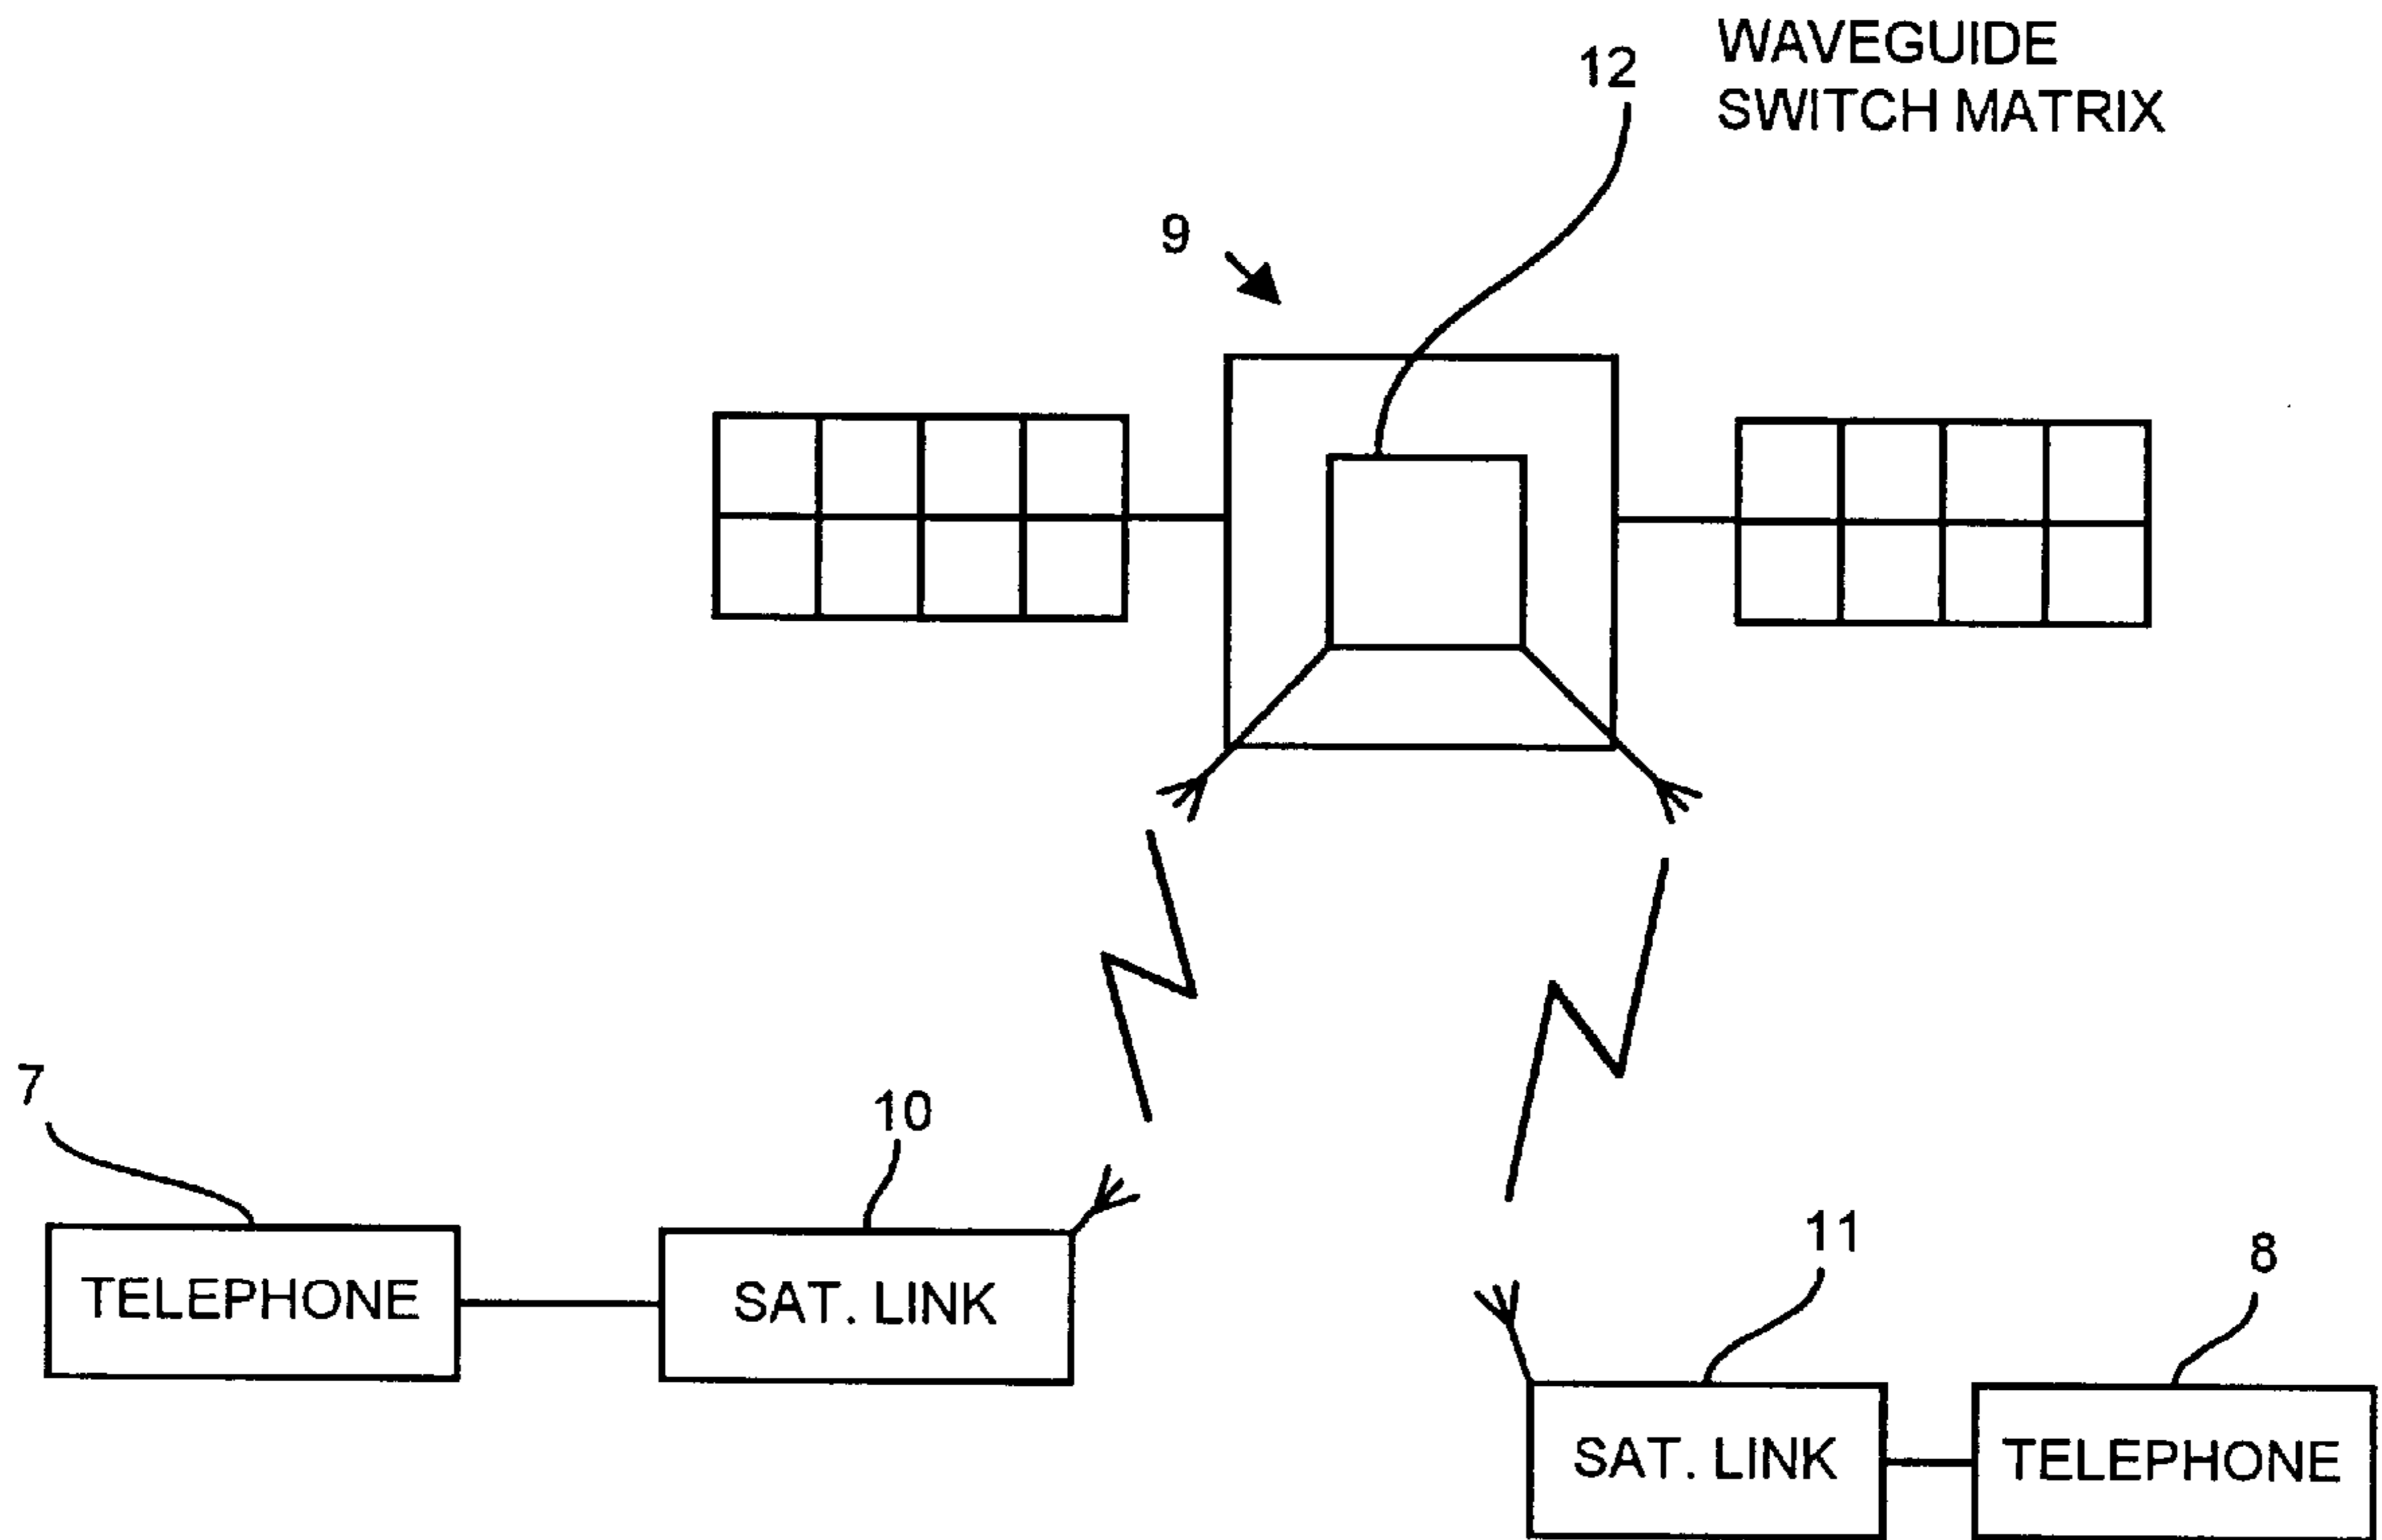 WAVEGUIDE
SWITCH MATRIX
12
9
7
10
11
8
TELEPHONE
SAT. LINK
SAT. LINK
TELEPHONE